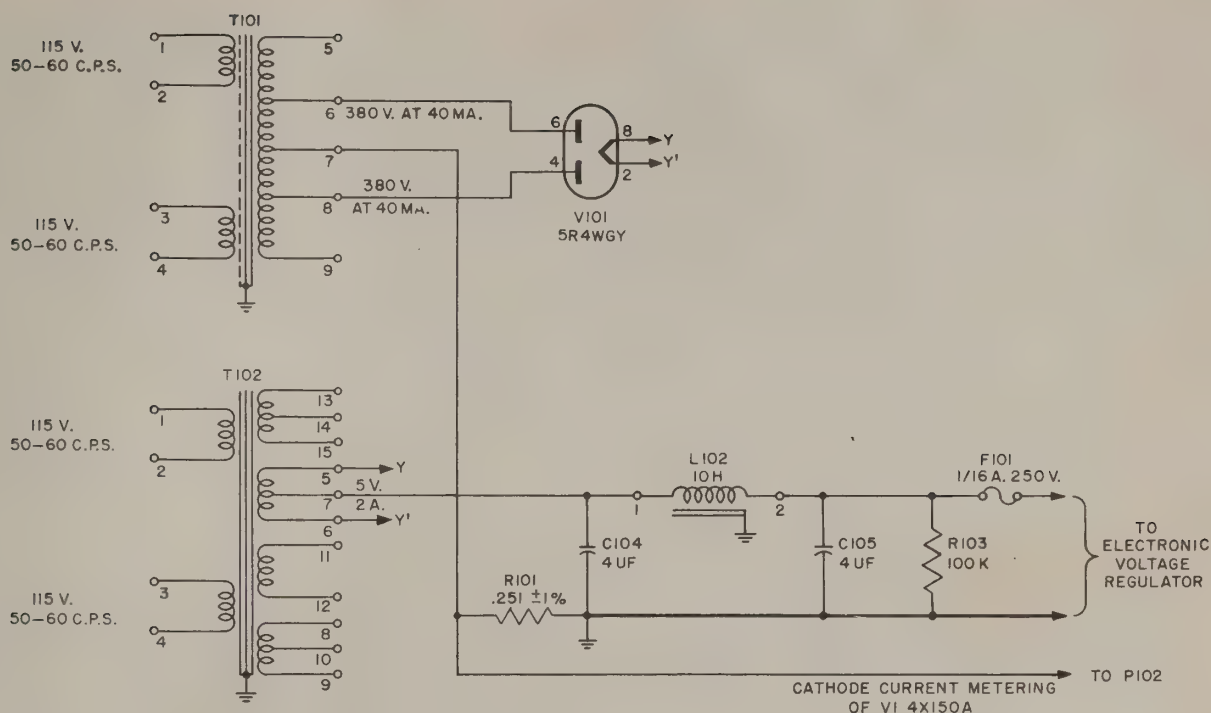 T101
115 V.
50–60 C.P.S.
1
2
115 V.
50–60 C.P.S.
3
4
5
6
380 V. AT 40 MA.
7
8
380 V.
AT 40 MA.
9
6
4
8
2
Y
Y'
V101
5R4WGY
T102
115 V.
50–60 C.P.S.
1
2
115 V.
50–60 C.P.S.
3
4
13
14
15
5
Y
5 V.
7
2 A.
6
Y'
11
12
8
10
9
C104
4 UF
R101
.251 ±1%
L102
10H
1
2
C105
4 UF
R103
100 K
F101
1/16 A. 250 V.
TO
ELECTRONIC
VOLTAGE
REGULATOR
TO P102
CATHODE CURRENT METERING
OF V1 4X150A